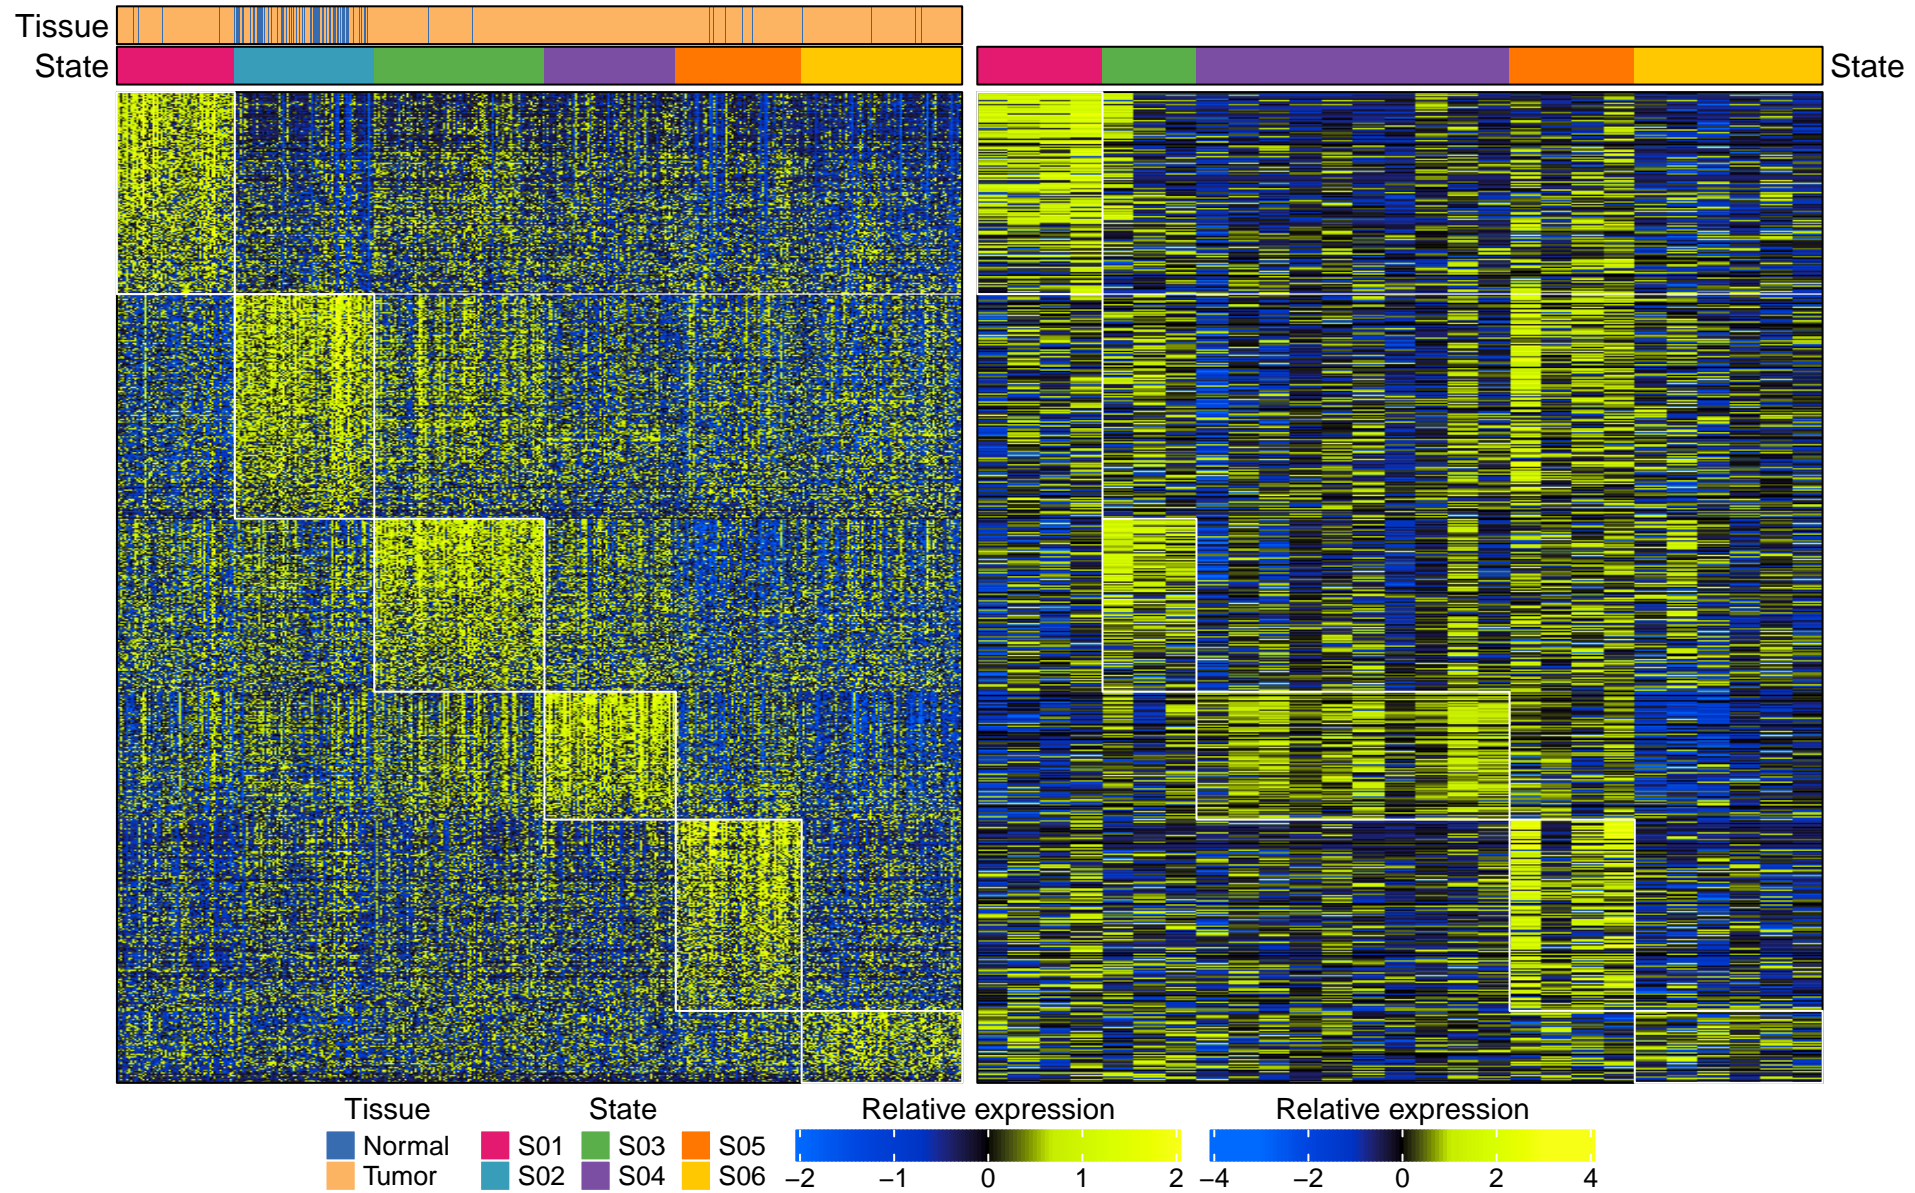 Tissue
State
State
Tissue State Relative expression Relative expression
Normal S01 S03 S05
Tumor S02 S04 S06
−2 −1 0 1 2 −4 −2 0 2 4